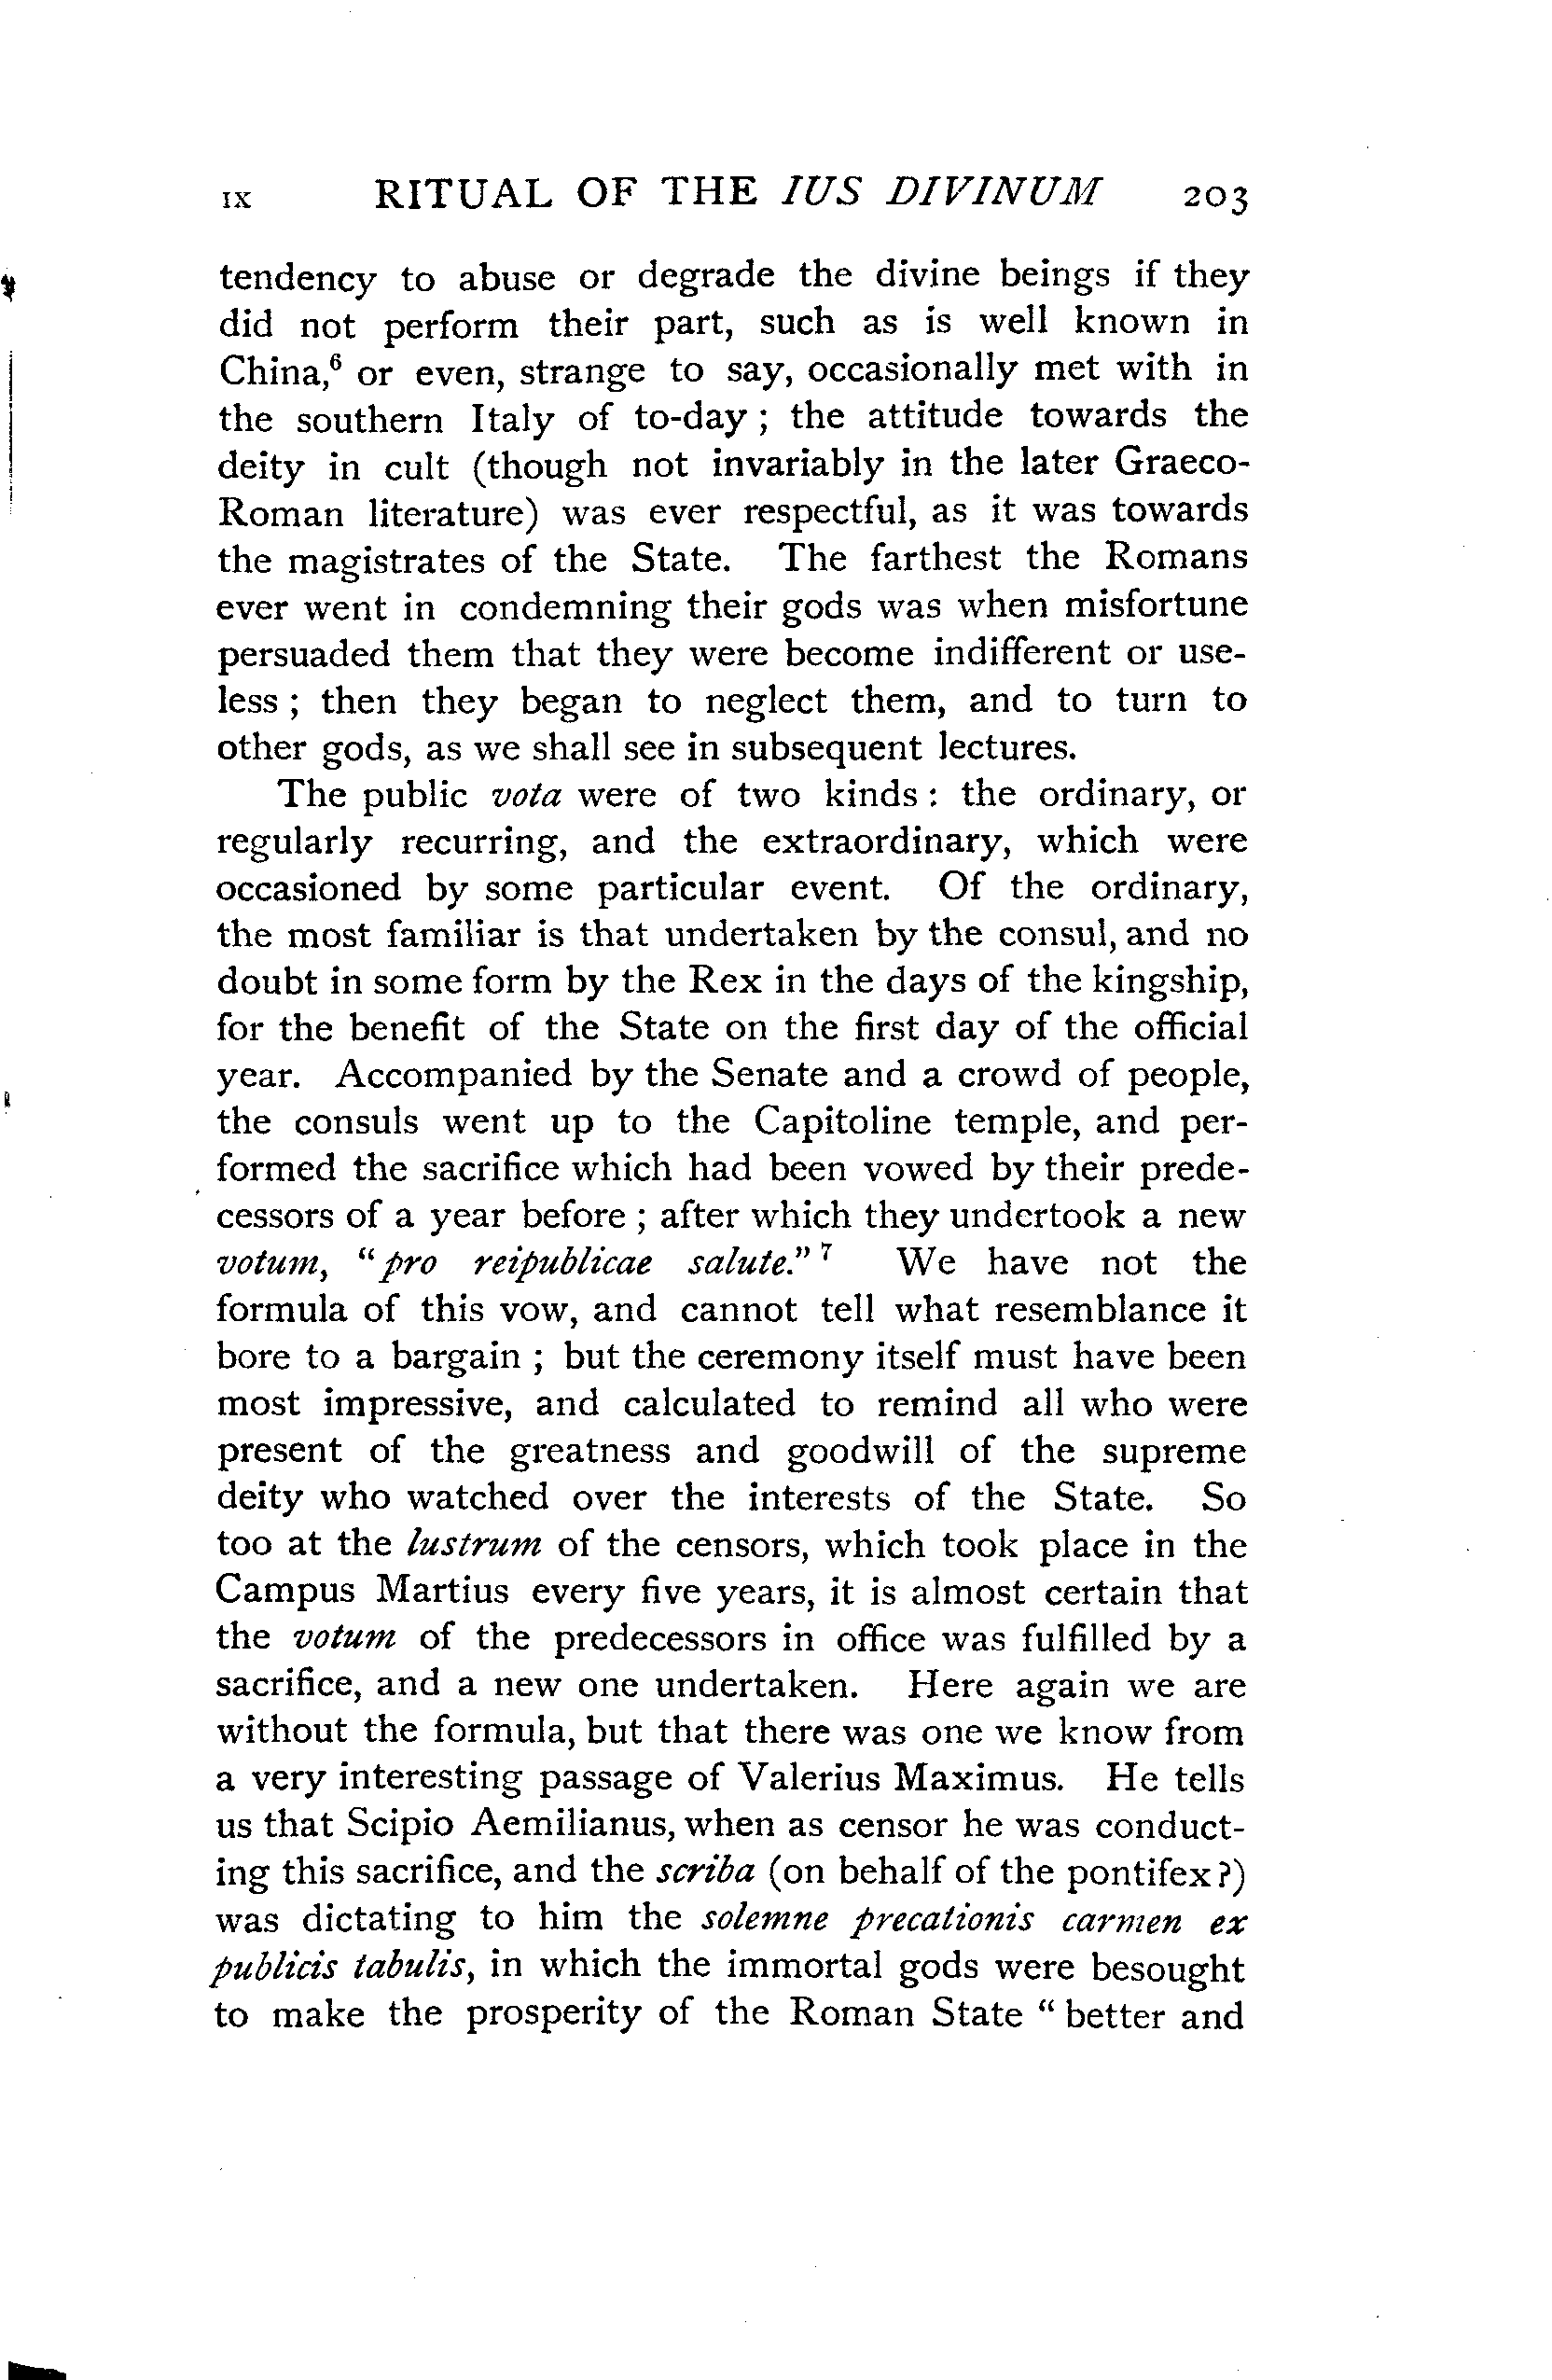 IX RITUAL OF THE IUS DIVINUM 203
tendency to abuse or degrade the divine beings if they
did not perform their part, such as is well known in
China,⁶ or even, strange to say, occasionally met with in
the southern Italy of to-day ; the attitude towards the
deity in cult (though not invariably in the later Graeco-
Roman literature) was ever respectful, as it was towards
the magistrates of the State. The farthest the Romans
ever went in condemning their gods was when misfortune
persuaded them that they were become indifferent or use-
less ; then they began to neglect them, and to turn to
other gods, as we shall see in subsequent lectures.
The public vota were of two kinds : the ordinary, or
regularly recurring, and the extraordinary, which were
occasioned by some particular event. Of the ordinary,
the most familiar is that undertaken by the consul, and no
doubt in some form by the Rex in the days of the kingship,
for the benefit of the State on the first day of the official
year. Accompanied by the Senate and a crowd of people,
the consuls went up to the Capitoline temple, and per-
formed the sacrifice which had been vowed by their prede-
cessors of a year before ; after which they undertook a new
votum, "pro reipublicae salute." ⁷ We have not the
formula of this vow, and cannot tell what resemblance it
bore to a bargain ; but the ceremony itself must have been
most impressive, and calculated to remind all who were
present of the greatness and goodwill of the supreme
deity who watched over the interests of the State. So
too at the lustrum of the censors, which took place in the
Campus Martius every five years, it is almost certain that
the votum of the predecessors in office was fulfilled by a
sacrifice, and a new one undertaken. Here again we are
without the formula, but that there was one we know from
a very interesting passage of Valerius Maximus. He tells
us that Scipio Aemilianus, when as censor he was conduct-
ing this sacrifice, and the scriba (on behalf of the pontifex ?)
was dictating to him the solemne precationis carmen ex
publicis tabulis, in which the immortal gods were besought
to make the prosperity of the Roman State "better and